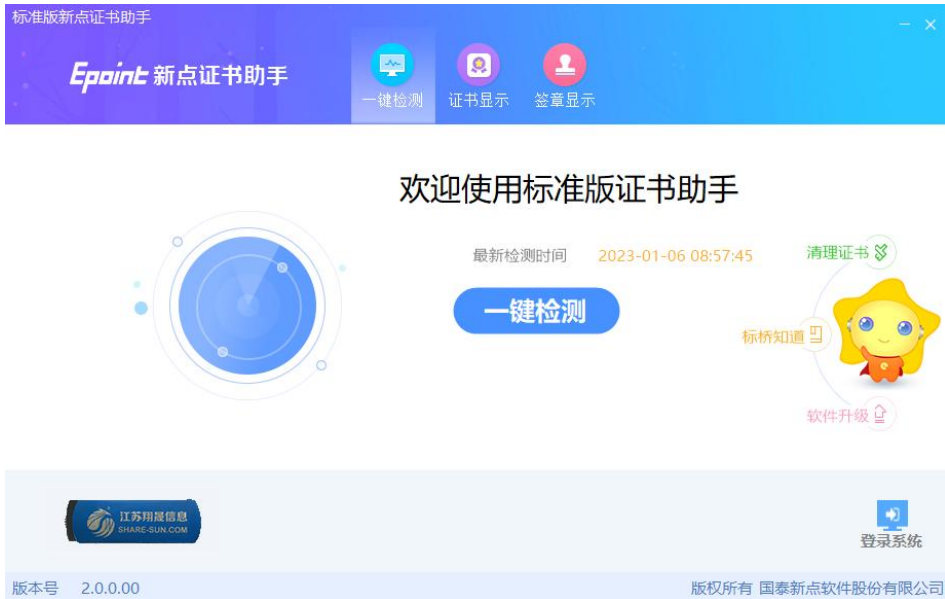 标准版新点证书助手
Epoint 新点证书助手
一键检测 证书显示 签章显示
欢迎使用标准版证书助手
最新检测时间 2023-01-06 08:57:45
清理证书
一键检测
标桥知道
软件升级
江苏翔晟信息
SHARE-SUN.COM
登录系统
版本号 2.0.0.00
版权所有 国泰新点软件股份有限公司